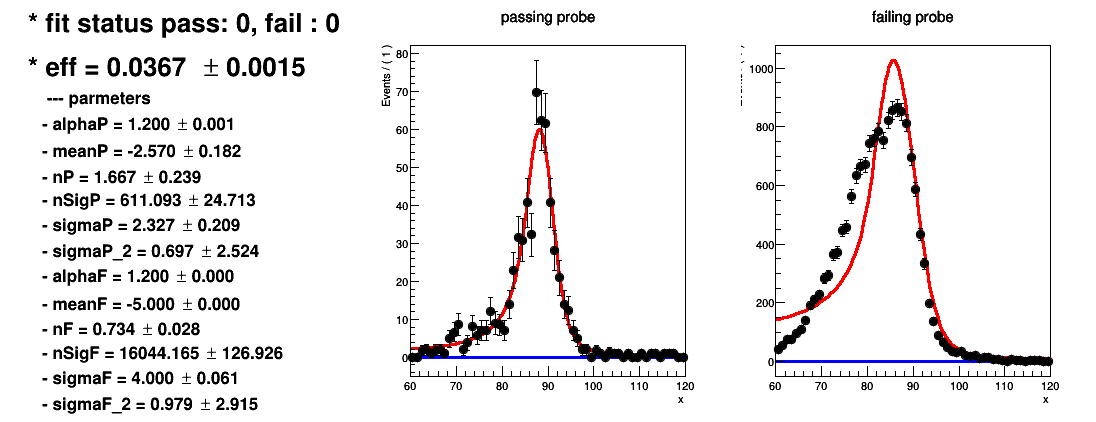 * fit status pass: 0, fail : 0
* eff = 0.0367 ± 0.0015
--- parmeters
- alphaP = 1.200 ± 0.001
- meanP = -2.570 ± 0.182
- nP = 1.667 ± 0.239
- nSigP = 611.093 ± 24.713
- sigmaP = 2.327 ± 0.209
- sigmaP_2 = 0.697 ± 2.524
- alphaF = 1.200 ± 0.000
- meanF = -5.000 ± 0.000
- nF = 0.734 ± 0.028
- nSigF = 16044.165 ± 126.926
- sigmaF = 4.000 ± 0.061
- sigmaF_2 = 0.979 ± 2.915
passing probe
Events / ( 1 )
80
70
60
50
40
30
20
10
0
60 70 80 90 100 110 120
x
failing probe
1000
800
600
400
200
0
60 70 80 90 100 110 120
x